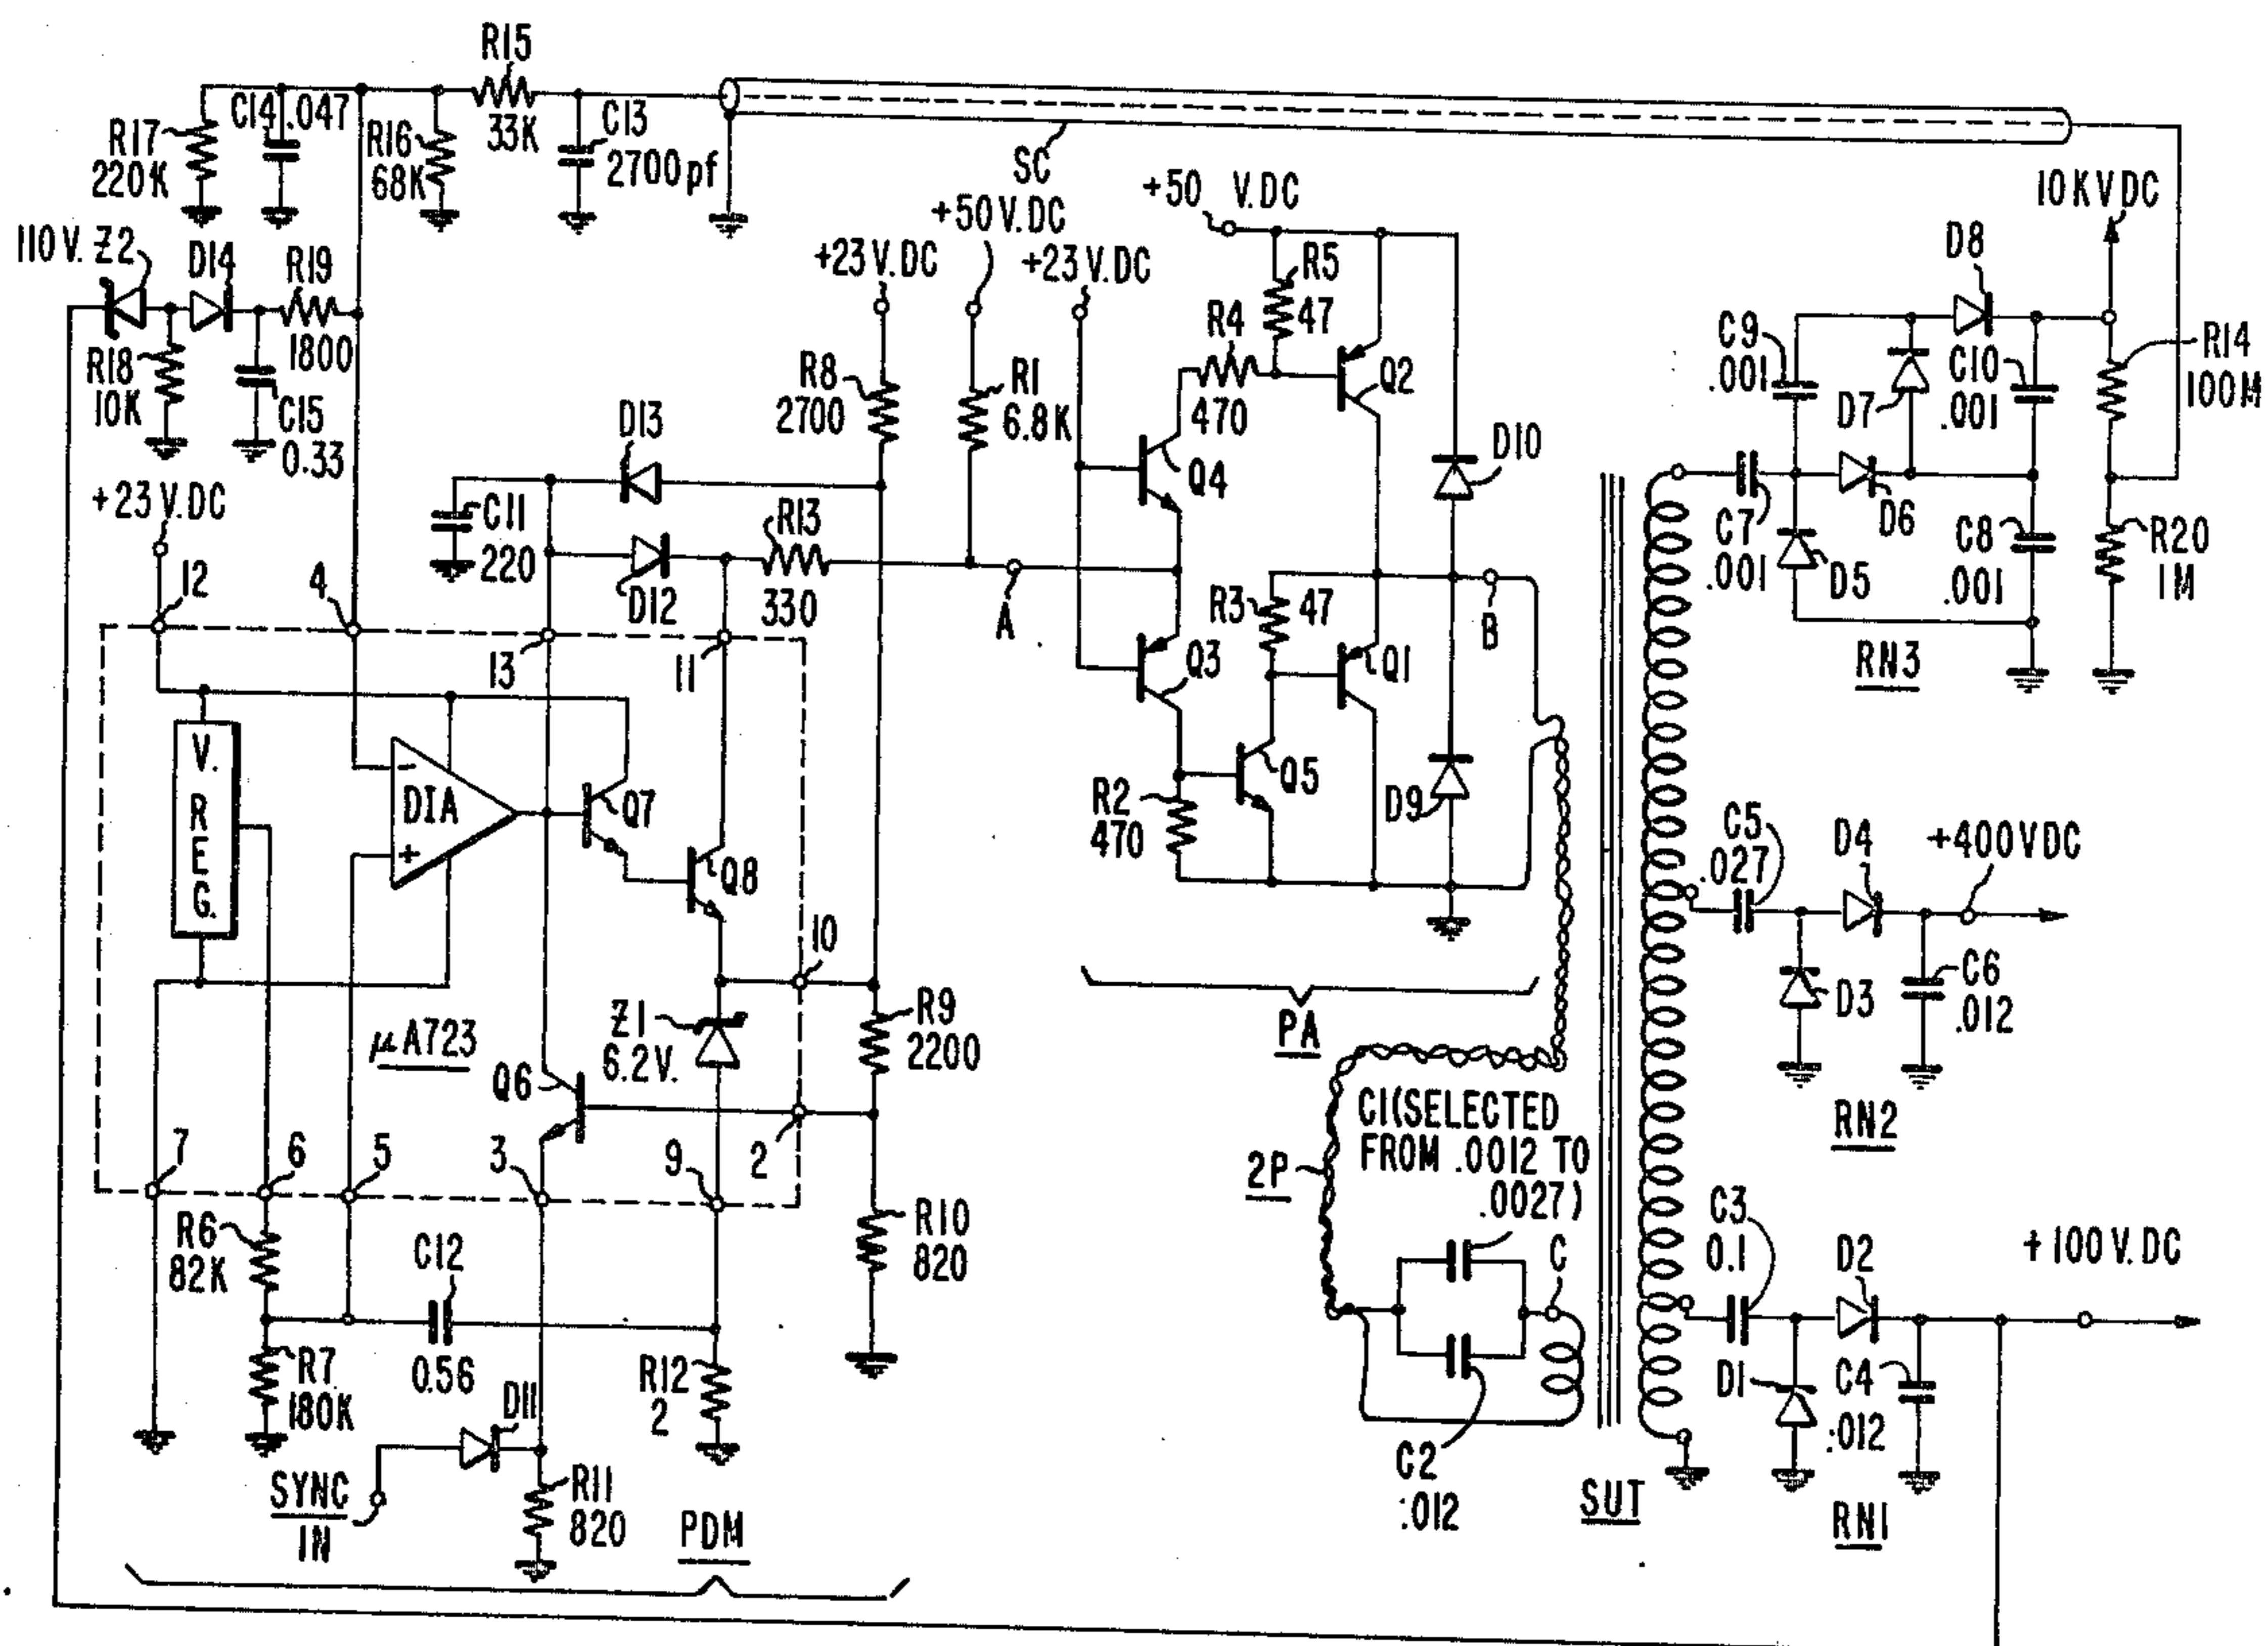 R15
33K
C14 .047
R17
220K
R16
68K
C13
2700pf
SC
+50 V.DC
+50V.DC
+23V.DC
+23V.DC
10KVDC
110V. Z2
D14
R19
1800
R18
10K
C15
0.33
R8
2700
R1
6.8K
R5
47
R4
470
Q2
Q4
D10
D8
C9
.001
D7
C10
.001
R14
100M
D13
C11
220
D12
R13
330
A
+23V.DC
12
4
13
11
Q3
R3
47
Q1
B
C7
.001
D6
D5
C8
.001
R20
1M
RN3
V.
REG.
-
DIA
+
Q7
Q8
R2
470
Q5
D9
C5
.027
D4
+400VDC
D3
C6
.012
RN2
10
μA723
Z1
6.2V.
R9
2200
PA
Q6
7
6
5
3
9
2
C1(SELECTED
FROM .0012 TO
.0027)
2P
C
R6
82K
C12
0.56
R10
820
C3
0.1
D2
+100V.DC
R7
180K
R12
2
D11
D1
C4
.012
C2
.012
SYNC
IN
R11
820
PDM
SUT
RN1